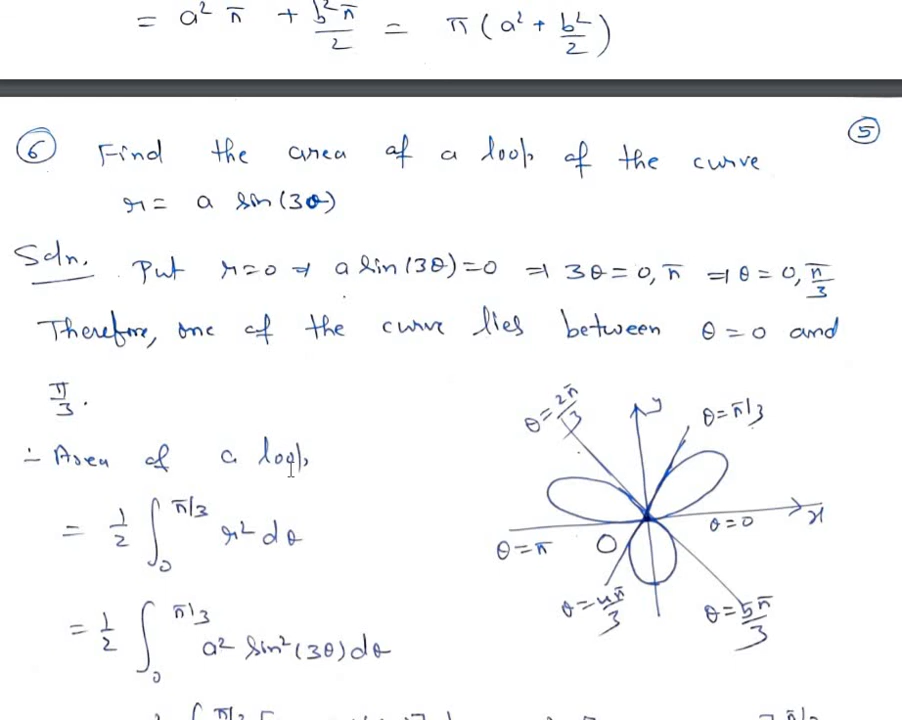 = a² π + b²π/2 = π(a² + b²/2)
⑤
⑥ Find the area of a loop of the curve
r = a sin(3θ)
Soln. Put r=0 ⇒ a sin(3θ)=0 ⇒ 3θ = 0, π ⇒ θ = 0, π/3
Therefore, one of the curve lies between θ=0 and
π/3.
∴ Area of a loop
= 1/2 ∫₀^{π/3} r² dθ
= 1/2 ∫₀^{π/3} a² sin²(3θ) dθ
θ=2π/3
y
θ=π/3
θ=π
O
θ=0
x
θ=4π/3
θ=5π/3